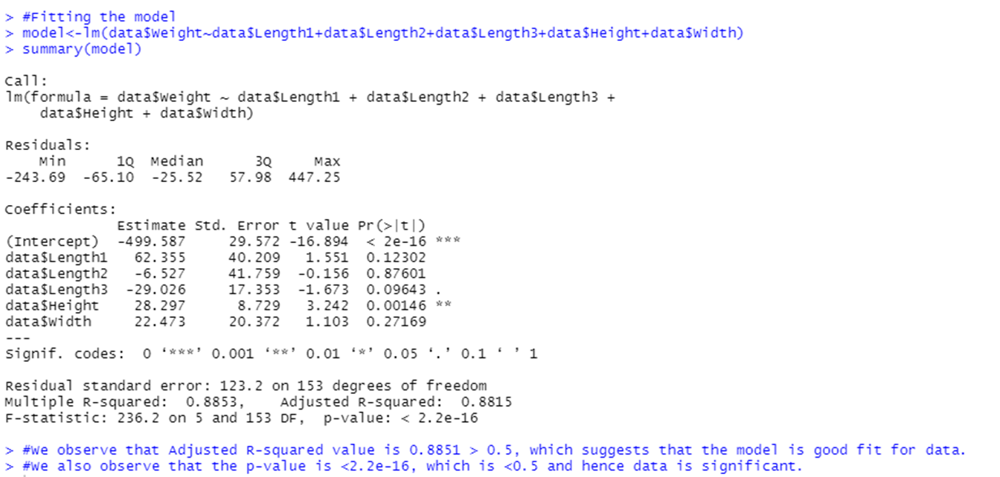 > #Fitting the model
> model<-lm(data$Weight~data$Length1+data$Length2+data$Length3+data$Height+data$Width)
> summary(model)
Call:
lm(formula = data$Weight ~ data$Length1 + data$Length2 + data$Length3 +
    data$Height + data$Width)
Residuals:
    Min      1Q  Median      3Q     Max
-243.69  -65.10  -25.52   57.98  447.25
Coefficients:
             Estimate Std. Error t value Pr(>|t|)
(Intercept)  -499.587     29.572 -16.894  < 2e-16 ***
data$Length1   62.355     40.209   1.551  0.12302
data$Length2   -6.527     41.759  -0.156  0.87601
data$Length3  -29.026     17.353  -1.673  0.09643 .
data$Height    28.297      8.729   3.242  0.00146 **
data$Width     22.473     20.372   1.103  0.27169
---
Signif. codes:  0 ‘***’ 0.001 ‘**’ 0.01 ‘*’ 0.05 ‘.’ 0.1 ‘ ’ 1
Residual standard error: 123.2 on 153 degrees of freedom
Multiple R-squared:  0.8853,    Adjusted R-squared:  0.8815
F-statistic: 236.2 on 5 and 153 DF,  p-value: < 2.2e-16
> #We observe that Adjusted R-squared value is 0.8851 > 0.5, which suggests that the model is good fit for data.
> #We also observe that the p-value is <2.2e-16, which is <0.5 and hence data is significant.